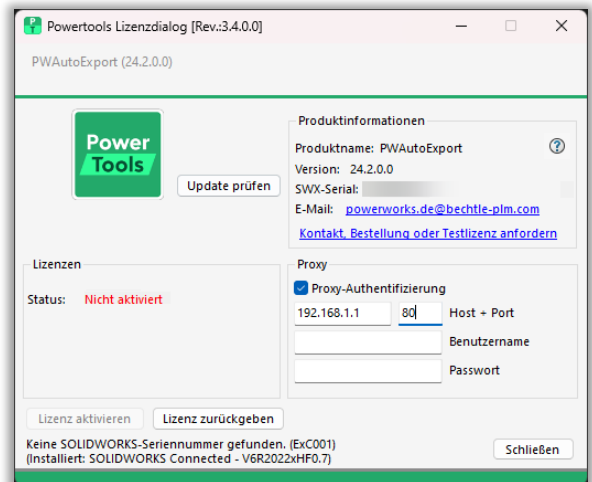 Powertools Lizenzdialog [Rev.:3.4.0.0]
PWAutoExport (24.2.0.0)
Power
Tools
Update prüfen
Produktinformationen
Produktname: PWAutoExport
Version: 24.2.0.0
SWX-Serial:
E-Mail: powerworks.de@bechtle-plm.com
Kontakt, Bestellung oder Testlizenz anfordern
Lizenzen
Status: Nicht aktiviert
Proxy
Proxy-Authentifizierung
192.168.1.1 80 Host + Port
Benutzername
Passwort
Lizenz aktivieren Lizenz zurückgeben
Keine SOLIDWORKS-Seriennummer gefunden. (ExC001)
(Installiert: SOLIDWORKS Connected - V6R2022xHF0.7)
Schließen